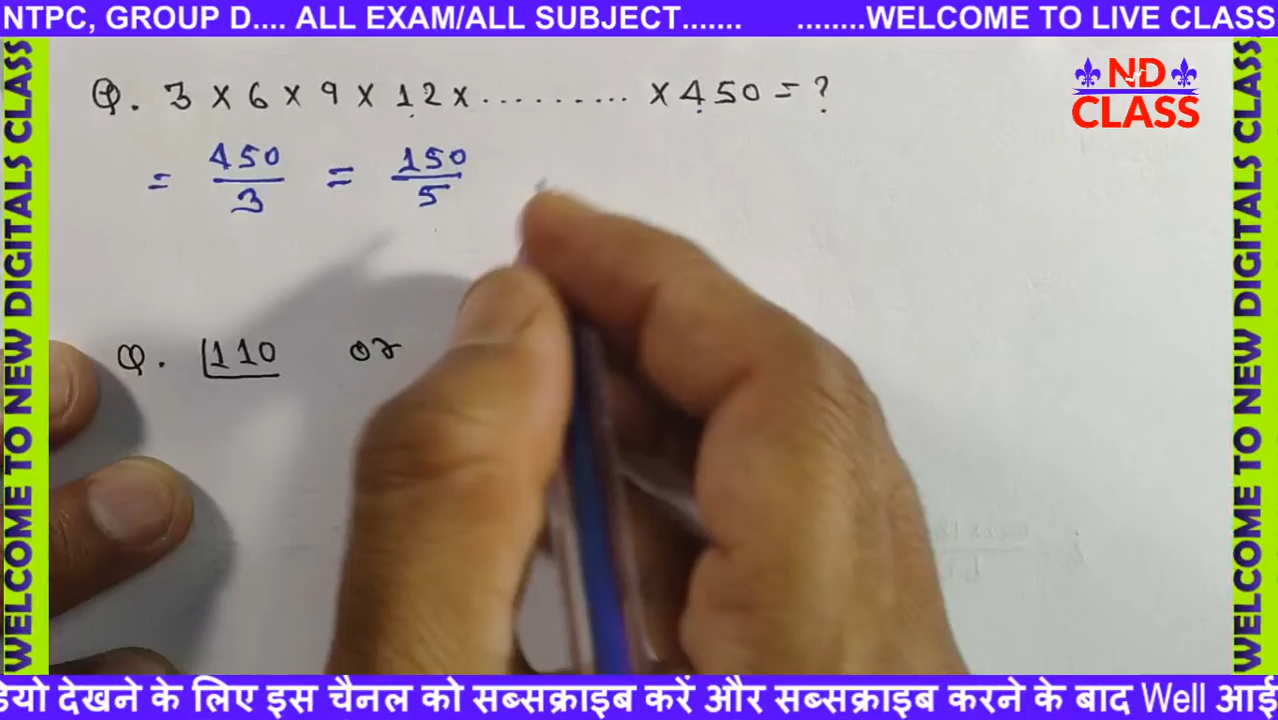 NTPC, GROUP D.... ALL EXAM/ALL SUBJECT....... ........WELCOME TO LIVE CLASS
WELCOME TO NEW DIGITALS CLASS
ND
CLASS
Q. 3 × 6 × 9 × 12 × ......... × 450 = ?
= 450/3 = 150/5
Q. |110 or
WELCOME TO NEW DIGITALS CLASS
देखने के लिए इस चैनल को सब्सक्राइब करें और सब्सक्राइब करने के बाद Well